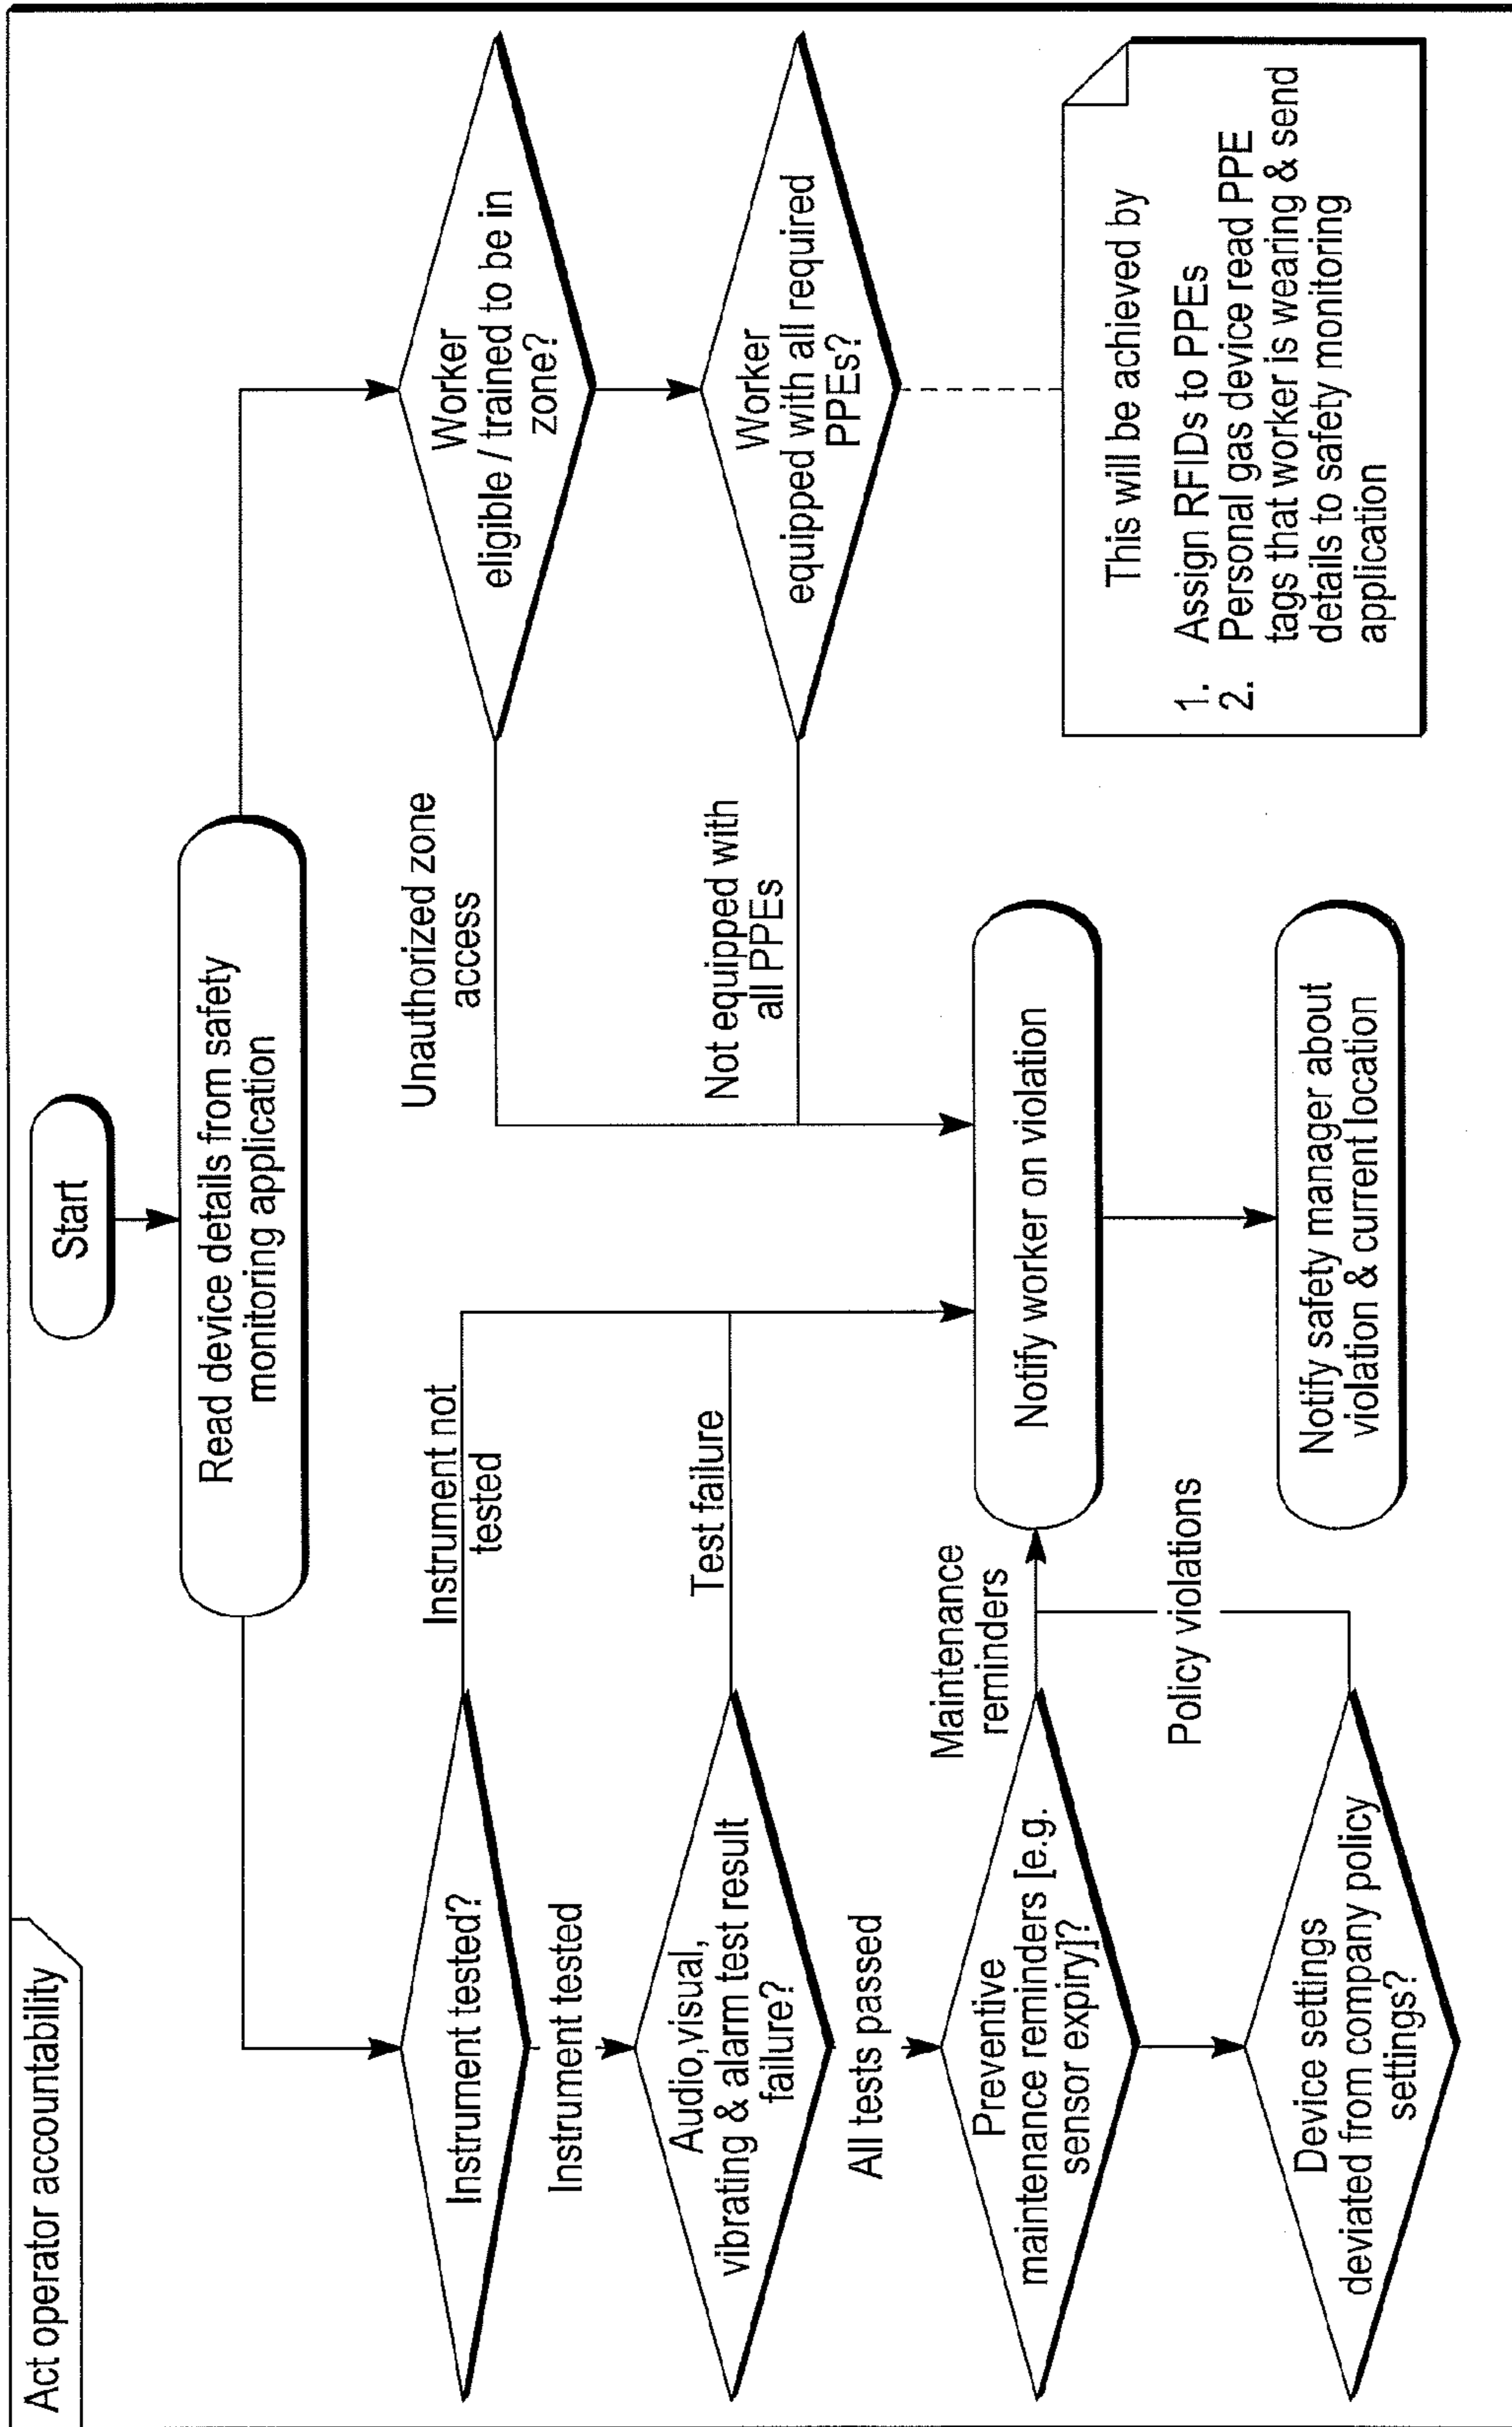 Act operator accountability
Start
Read device details from safety
monitoring application
Instrument tested?
Instrument not
tested
Instrument tested
Audio,visual,
vibrating & alarm test result
failure?
Test failure
All tests passed
Preventive
maintenance reminders [e.g.
sensor expiry]?
Maintenance
reminders
Device settings
deviated from company policy
settings?
Policy violations
Worker
eligible / trained to be in
zone?
Unauthorized zone
access
Worker
equipped with all required
PPEs?
Not equipped with
all PPEs
Notify worker on violation
Notify safety manager about
violation & current location
This will be achieved by
1. Assign RFIDs to PPEs
2. Personal gas device read PPE
tags that worker is wearing & send
details to safety monitoring
application